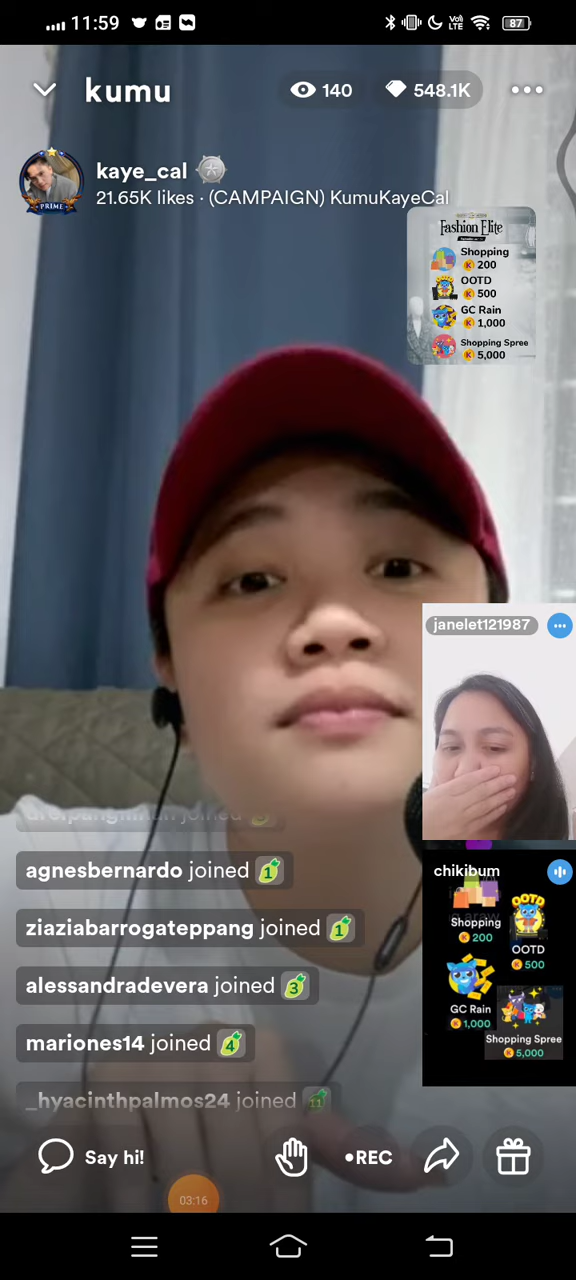 11:59
Vo)) LTE
87
kumu
140
548.1K
kaye_cal
21.65K likes · (CAMPAIGN) KumuKayeCal
PRIME
Fashion Elite
Shopping
K 200
OOTD
K 500
GC Rain
K 1,000
Shopping Spree
K 5,000
janelet121987
chikibum
Shopping
K 200
OOTD
OOTD
K 500
GC Rain
K 1,000
Shopping Spree
K 5,000
agnesbernardo joined 1
ziaziabarrogateppang joined 1
alessandradevera joined 3
mariones14 joined 4
_hyacinthpalmos24 joined 11
Say hi!
•REC
03:16